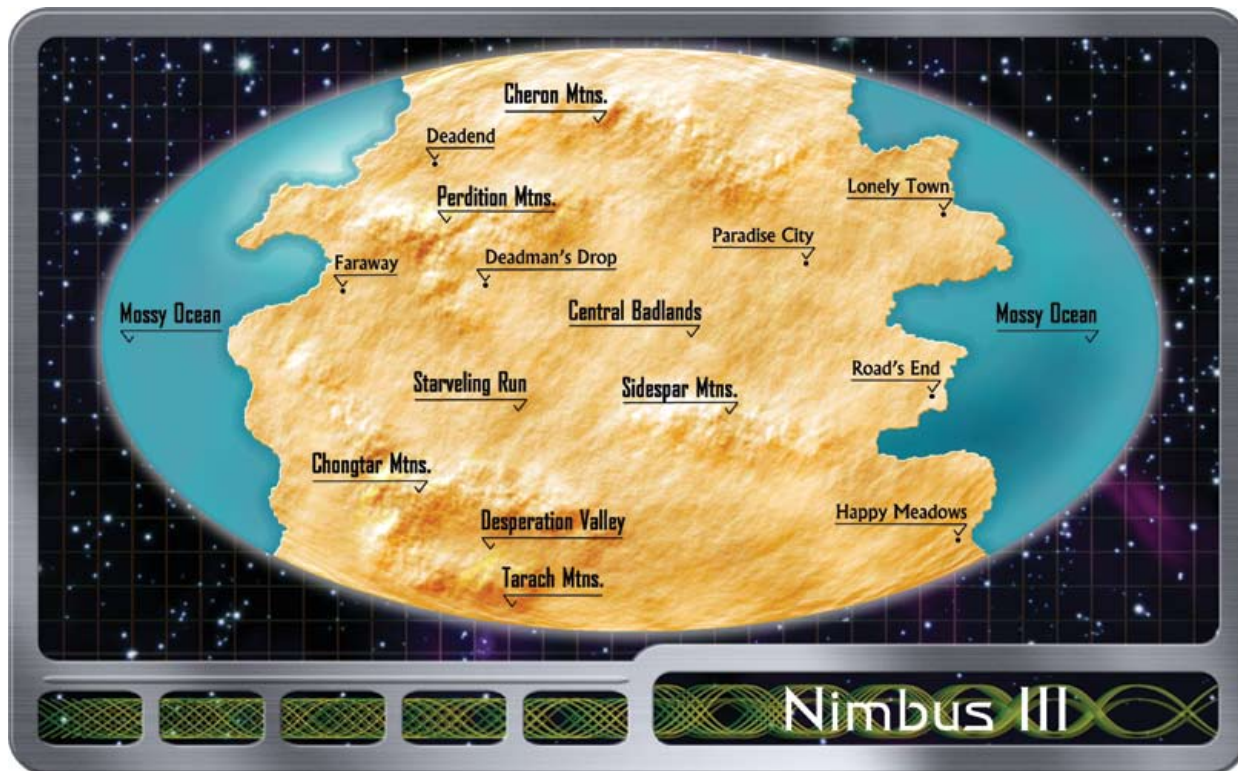 Cheron Mtns.
Deadend
Perdition Mtns.
Lonely Town
Paradise City
Faraway
Deadman's Drop
Mossy Ocean
Central Badlands
Mossy Ocean
Starveling Run
Sidespar Mtns.
Road's End
Chongtar Mtns.
Desperation Valley
Happy Meadows
Tarach Mtns.
Nimbus III